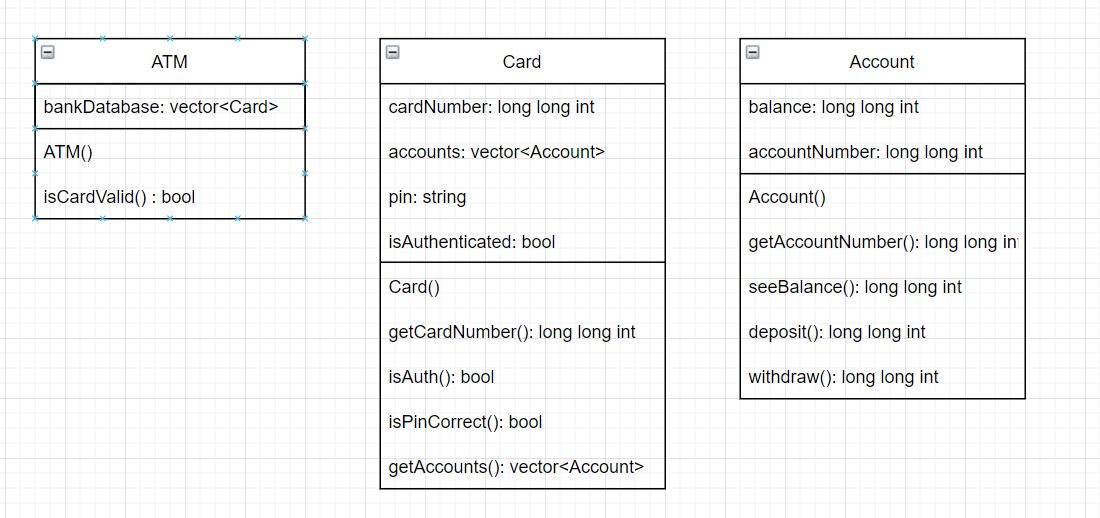 ATM
bankDatabase: vector<Card>
ATM()
isCardValid() : bool
Card
cardNumber: long long int
accounts: vector<Account>
pin: string
isAuthenticated: bool
Card()
getCardNumber(): long long int
isAuth(): bool
isPinCorrect(): bool
getAccounts(): vector<Account>
Account
balance: long long int
accountNumber: long long int
Account()
getAccountNumber(): long long in
seeBalance(): long long int
deposit(): long long int
withdraw(): long long int